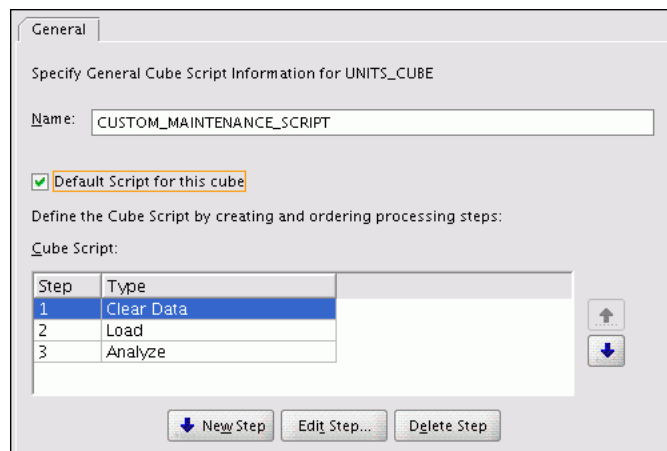 General
Specify General Cube Script Information for UNITS_CUBE
Name: CUSTOM_MAINTENANCE_SCRIPT
Default Script for this cube
Define the Cube Script by creating and ordering processing steps:
Cube Script:
Step Type
1 Clear Data
2 Load
3 Analyze
New Step Edit Step... Delete Step